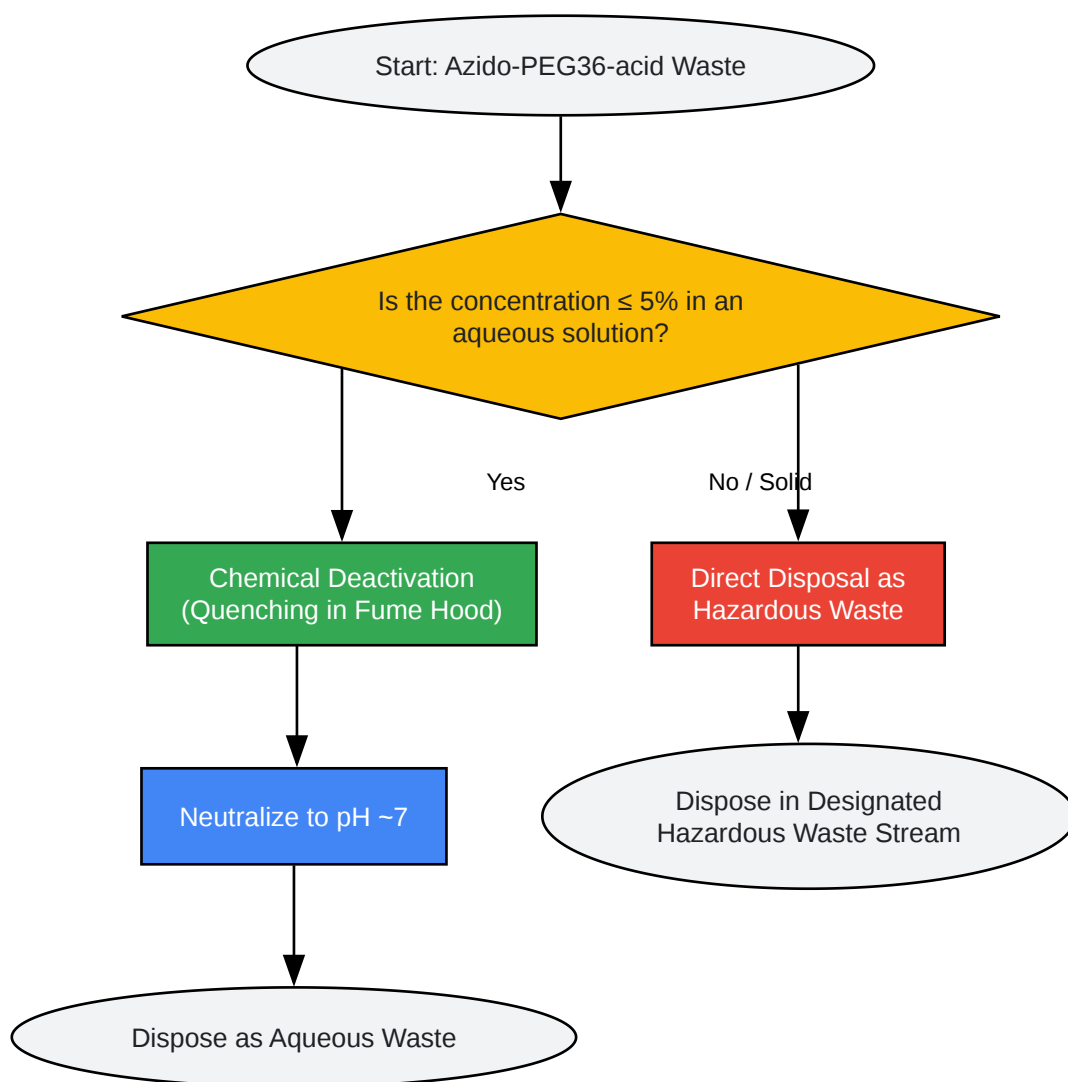 Start: Azido-PEG36-acid Waste
Is the concentration ≤ 5% in an
aqueous solution?
Yes
No / Solid
Chemical Deactivation
(Quenching in Fume Hood)
Direct Disposal as
Hazardous Waste
Neutralize to pH ~7
Dispose in Designated
Hazardous Waste Stream
Dispose as Aqueous Waste